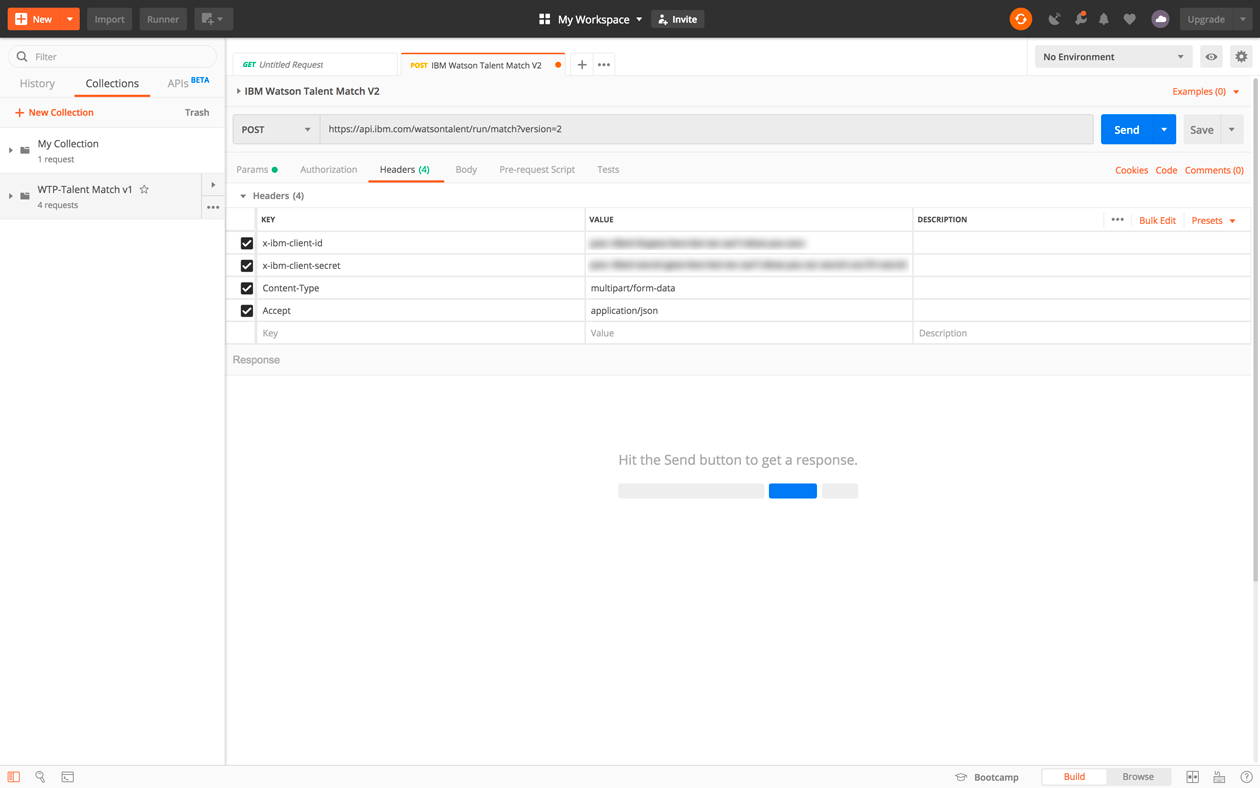 New
Import
Runner
My Workspace
Invite
Upgrade
Filter
History
Collections
APIs BETA
New Collection
Trash
My Collection
1 request
WTP-Talent Match v1
4 requests
GET Untitled Request
POST IBM Watson Talent Match V2
No Environment
IBM Watson Talent Match V2
Examples (0)
POST
https://api.ibm.com/watsontalent/run/match?version=2
Send
Save
Params
Authorization
Headers (4)
Body
Pre-request Script
Tests
Cookies
Code
Comments (0)
Headers (4)
KEY
VALUE
DESCRIPTION
Bulk Edit
Presets
x-ibm-client-id
x-ibm-client-secret
Content-Type
multipart/form-data
Accept
application/json
Key
Value
Description
Response
Hit the Send button to get a response.
Bootcamp
Build
Browse